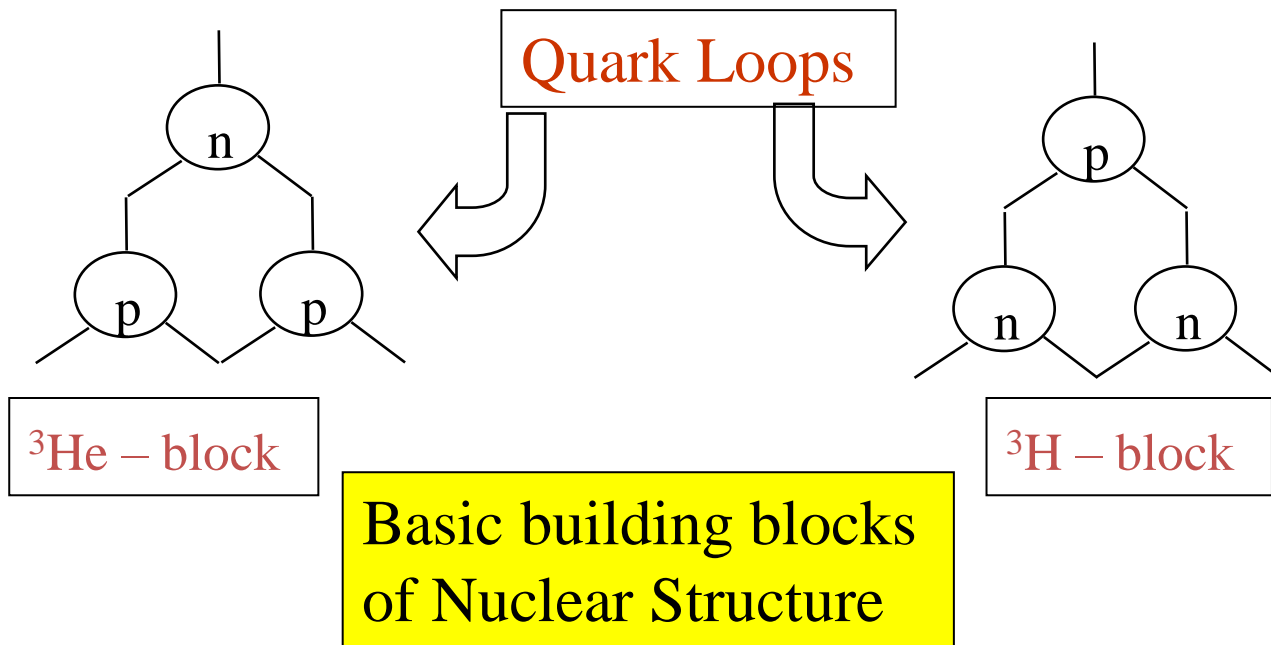 Quark Loops
n
p
p
p
n
n
³He – block
³H – block
Basic building blocks
of Nuclear Structure